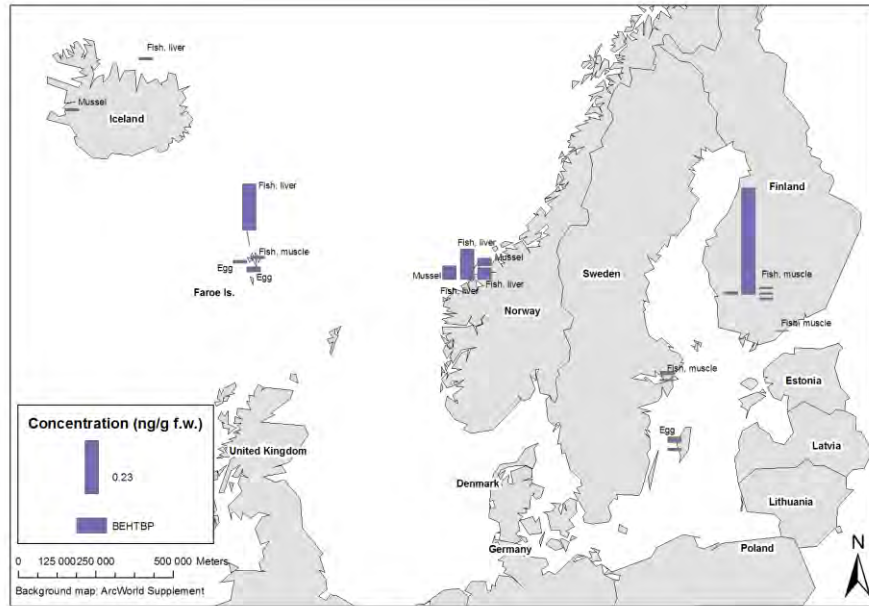 Fish, liver
Mussel
Iceland
Fish, liver
Finland
Fish, liver
Fish, muscle
Mussel
Egg
Mussel
Egg
Fish, liver
Fish, liver
Fish, muscle
Sweden
Faroe Is.
Norway
Fish, muscle
Fish, muscle
Estonia
Concentration (ng/g f.w.)
Egg
United Kingdom
Latvia
0.23
Denmark
Lithuania
BEHTBP
Germany
Poland
N
0 125 000 250 000 500 000 Meters
Background map: ArcWorld Supplement